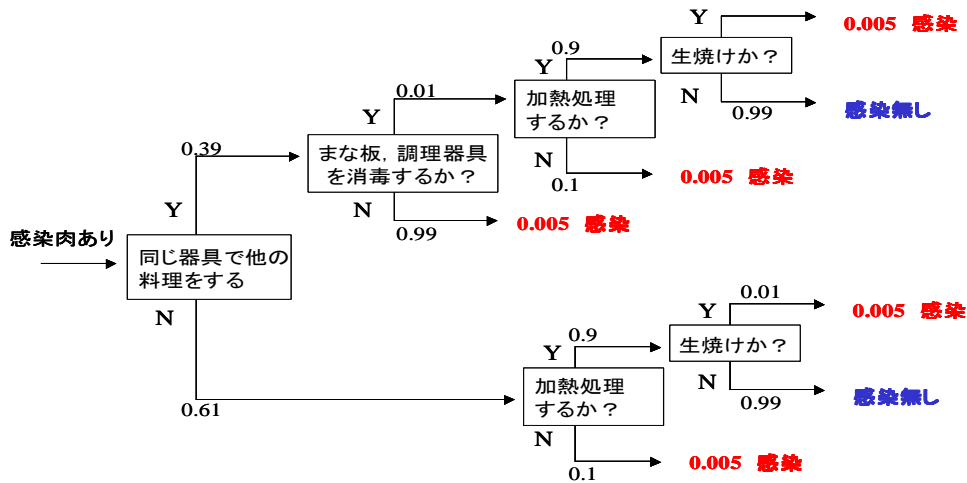 Y
0.005 感染
0.9
生焼けか？
Y
N
0.99
感染無し
0.01
加熱処理
するか？
Y
N
0.1
0.005 感染
0.39
まな板，調理器具
を消毒するか？
Y
N
0.99
0.005 感染
感染肉あり
同じ器具で他の
料理をする
N
0.61
0.01
Y
0.005 感染
0.9
生焼けか？
Y
N
0.99
感染無し
加熱処理
するか？
N
0.1
0.005 感染